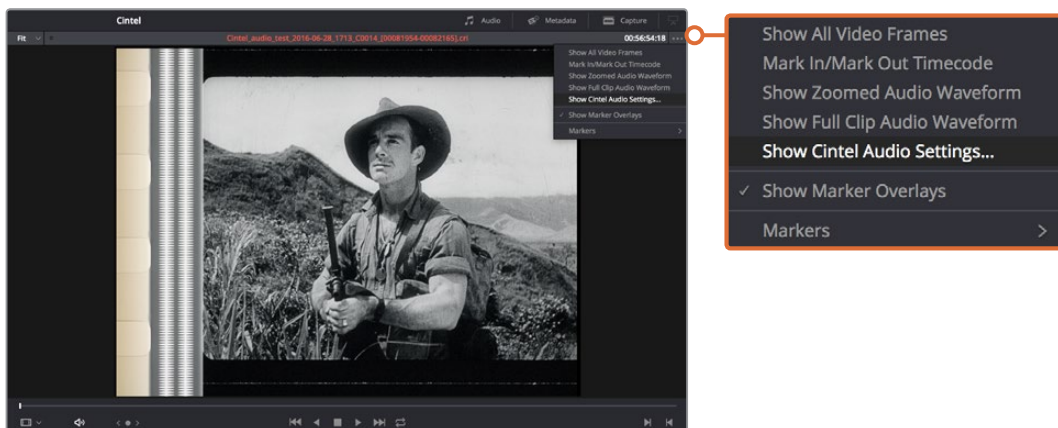 Cintel
Audio
Metadata
Capture
Fit
Cintel_audio_test_2016-06-28_1713_C0014_[00081954-00082165].cri
00:56:54:18
Show All Video Frames
Mark In/Mark Out Timecode
Show Zoomed Audio Waveform
Show Full Clip Audio Waveform
Show Cintel Audio Settings...
Show Marker Overlays
Markers
Show All Video Frames
Mark In/Mark Out Timecode
Show Zoomed Audio Waveform
Show Full Clip Audio Waveform
Show Cintel Audio Settings...
Show Marker Overlays
Markers